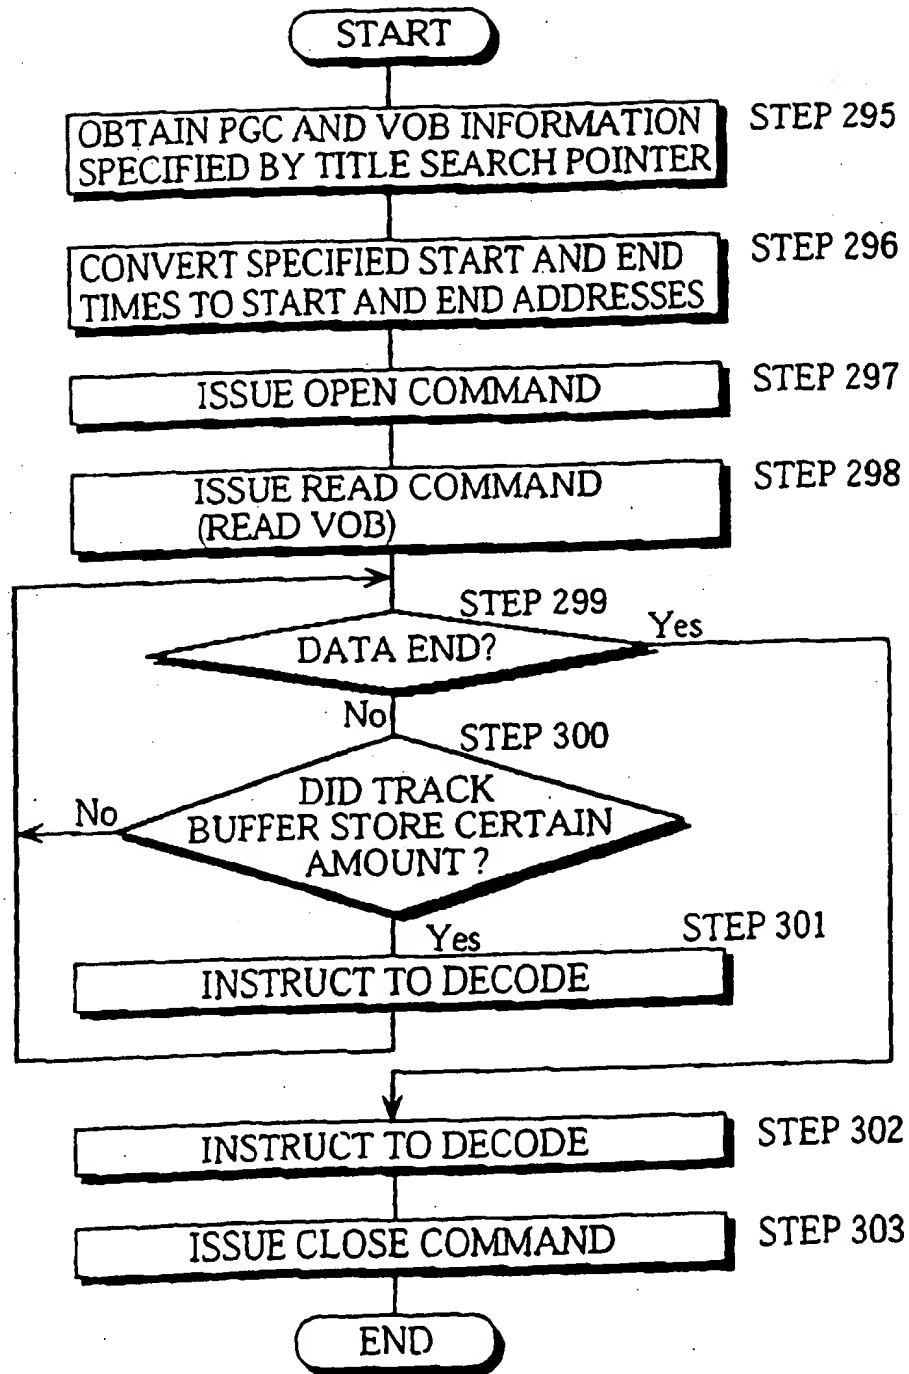 START
STEP 295
OBTAIN PGC AND VOB INFORMATION
SPECIFIED BY TITLE SEARCH POINTER
STEP 296
CONVERT SPECIFIED START AND END
TIMES TO START AND END ADDRESSES
STEP 297
ISSUE OPEN COMMAND
STEP 298
ISSUE READ COMMAND
(READ VOB)
STEP 299
DATA END?
Yes
No
STEP 300
DID TRACK
BUFFER STORE CERTAIN
AMOUNT ?
No
Yes
STEP 301
INSTRUCT TO DECODE
STEP 302
INSTRUCT TO DECODE
STEP 303
ISSUE CLOSE COMMAND
END